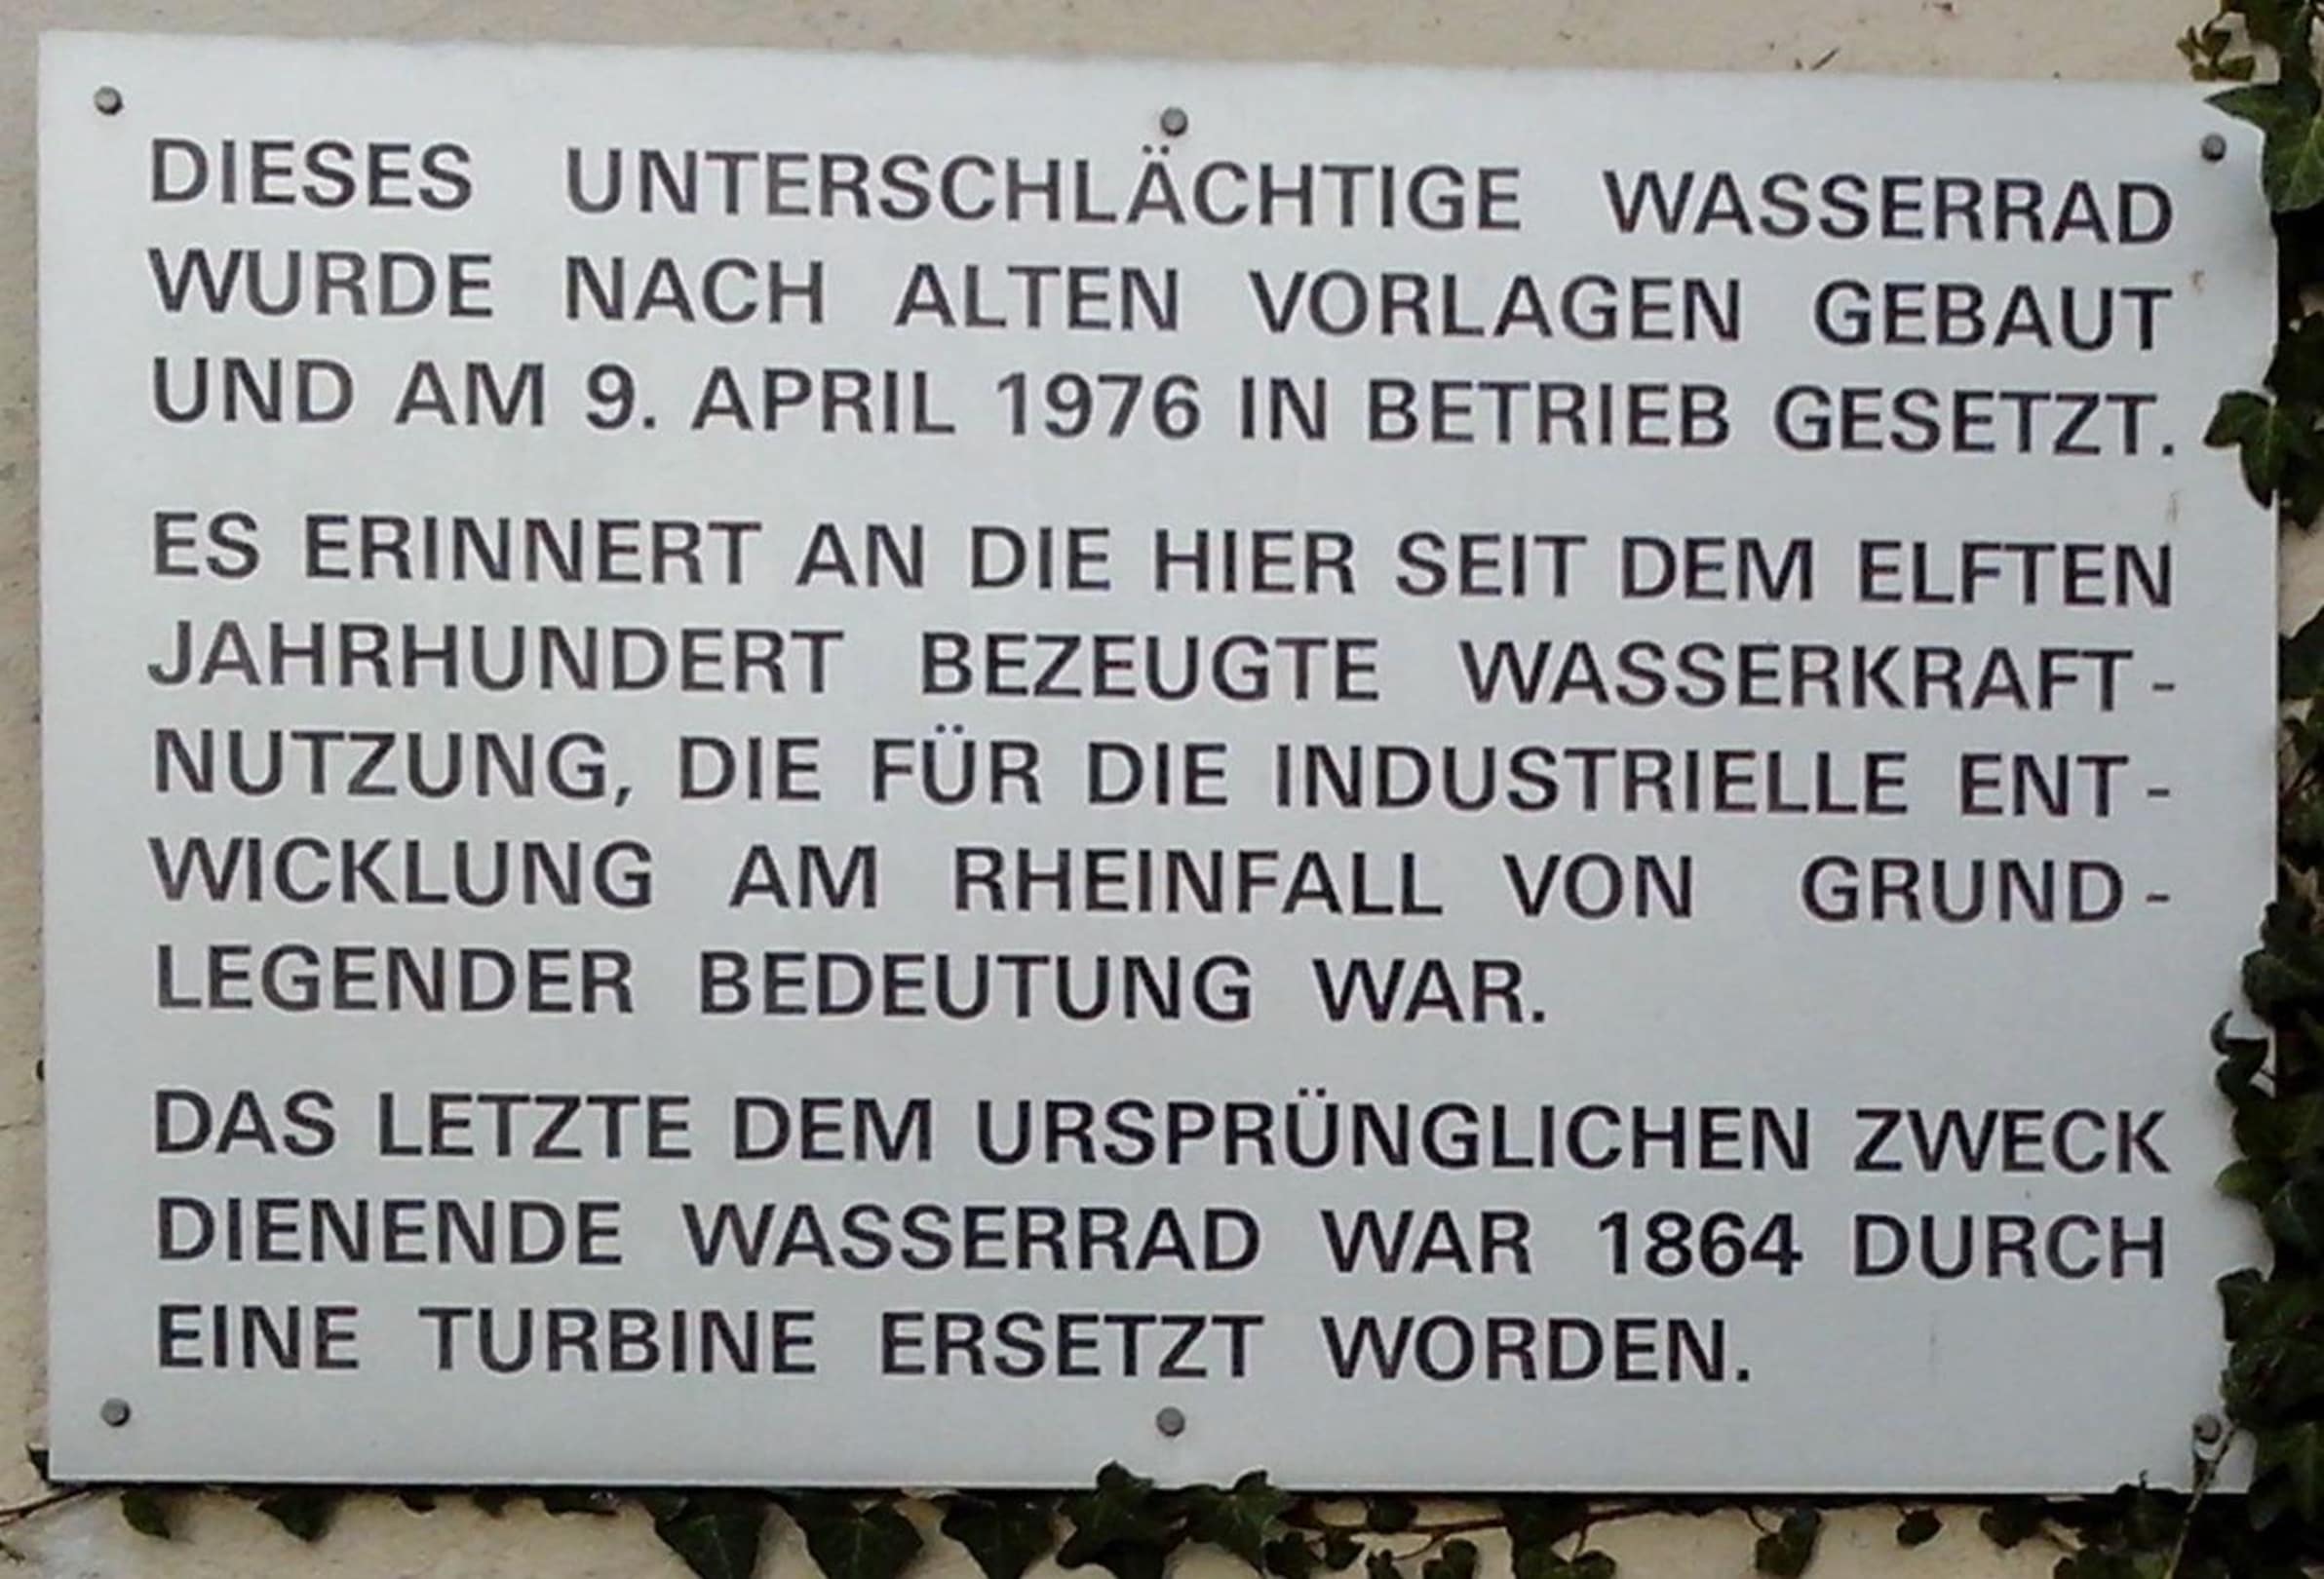 DIESES UNTERSCHLÄCHTIGE WASSERRAD
WURDE NACH ALTEN VORLAGEN GEBAUT
UND AM 9. APRIL 1976 IN BETRIEB GESETZT.
ES ERINNERT AN DIE HIER SEIT DEM ELFTEN
JAHRHUNDERT BEZEUGTE WASSERKRAFT-
NUTZUNG, DIE FÜR DIE INDUSTRIELLE ENT-
WICKLUNG AM RHEINFALL VON GRUND-
LEGENDER BEDEUTUNG WAR.
DAS LETZTE DEM URSPRÜNGLICHEN ZWECK
DIENENDE WASSERRAD WAR 1864 DURCH
EINE TURBINE ERSETZT WORDEN.